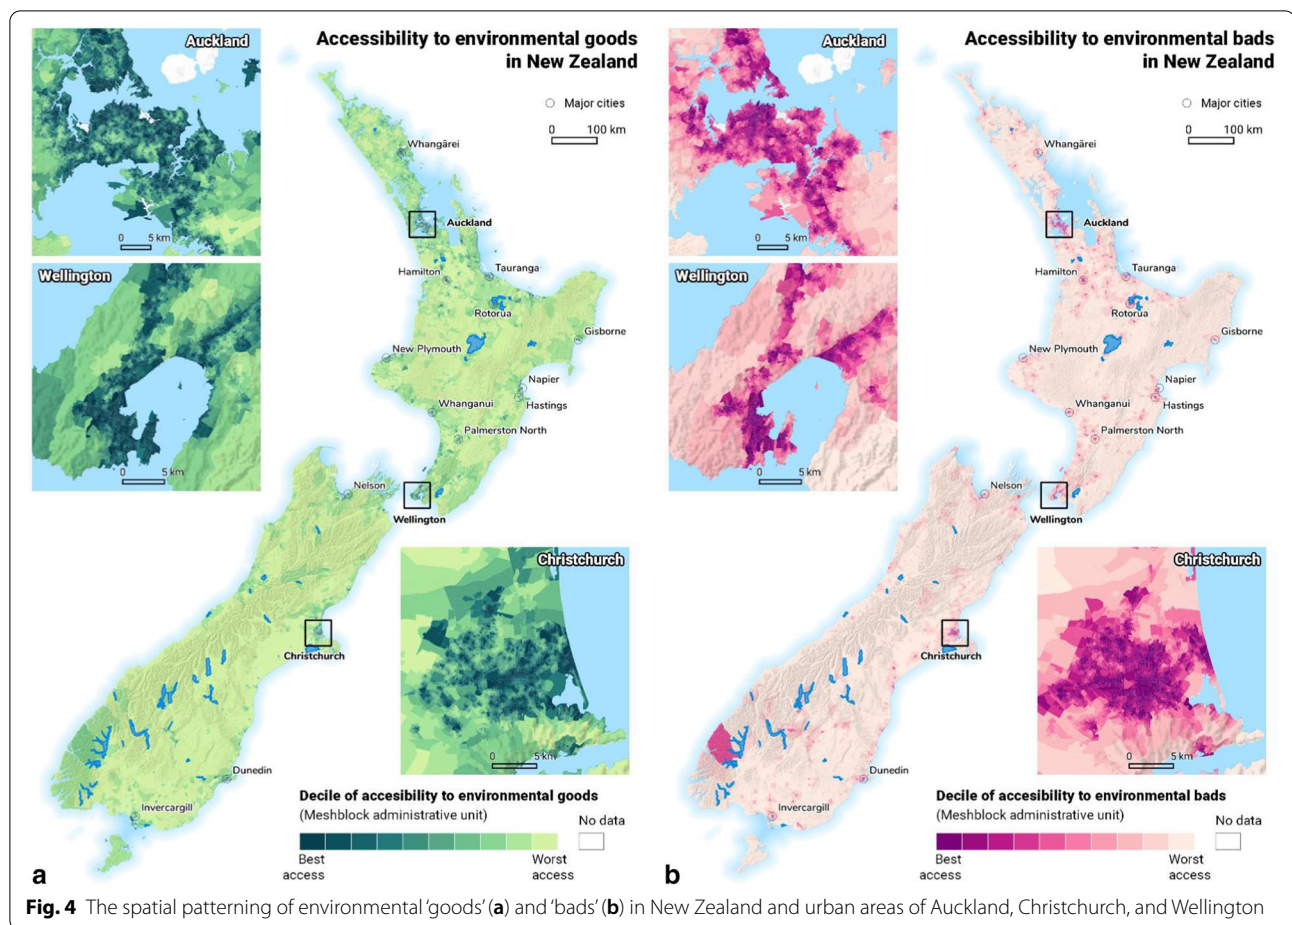 Auckland
Accessibility to environmental goods
in New Zealand
Major cities
0 100 km
Whangārei
Auckland
0 5 km
Wellington
Hamilton
Tauranga
Rotorua
Gisborne
New Plymouth
Napier
Whanganui
Hastings
Palmerston North
0 5 km
Nelson
Wellington
Christchurch
Christchurch
0 5 km
Dunedin
Invercargill
Decile of accesibility to environmental goods
(Meshblock administrative unit)
No data
Best
access
Worst
access
a
Auckland
Accessibility to environmental bads
in New Zealand
Major cities
0 100 km
Whangārei
Auckland
0 5 km
Wellington
Hamilton
Tauranga
Rotorua
Gisborne
New Plymouth
Napier
Whanganui
Hastings
Palmerston North
0 5 km
Nelson
Wellington
Christchurch
Christchurch
0 5 km
Dunedin
Invercargill
Decile of accesibility to environmental bads
(Meshblock administrative unit)
No data
Best
access
Worst
access
b
Fig. 4 The spatial patterning of environmental ‘goods’ (a) and ‘bads’ (b) in New Zealand and urban areas of Auckland, Christchurch, and Wellington